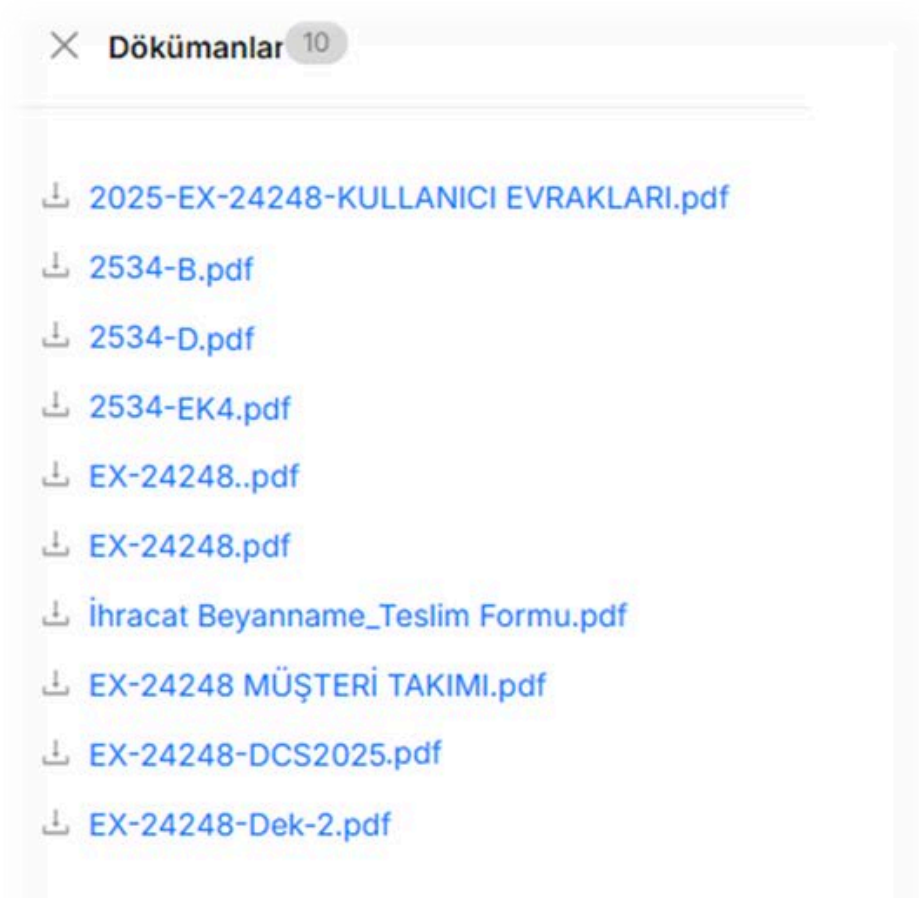 Dökümanlar 10
2025-EX-24248-KULLANICI EVRAKLARI.pdf
2534-B.pdf
2534-D.pdf
2534-EK4.pdf
EX-24248..pdf
EX-24248.pdf
İhracat Beyanname_Teslim Formu.pdf
EX-24248 MÜŞTERİ TAKIMI.pdf
EX-24248-DCS2025.pdf
EX-24248-Dek-2.pdf